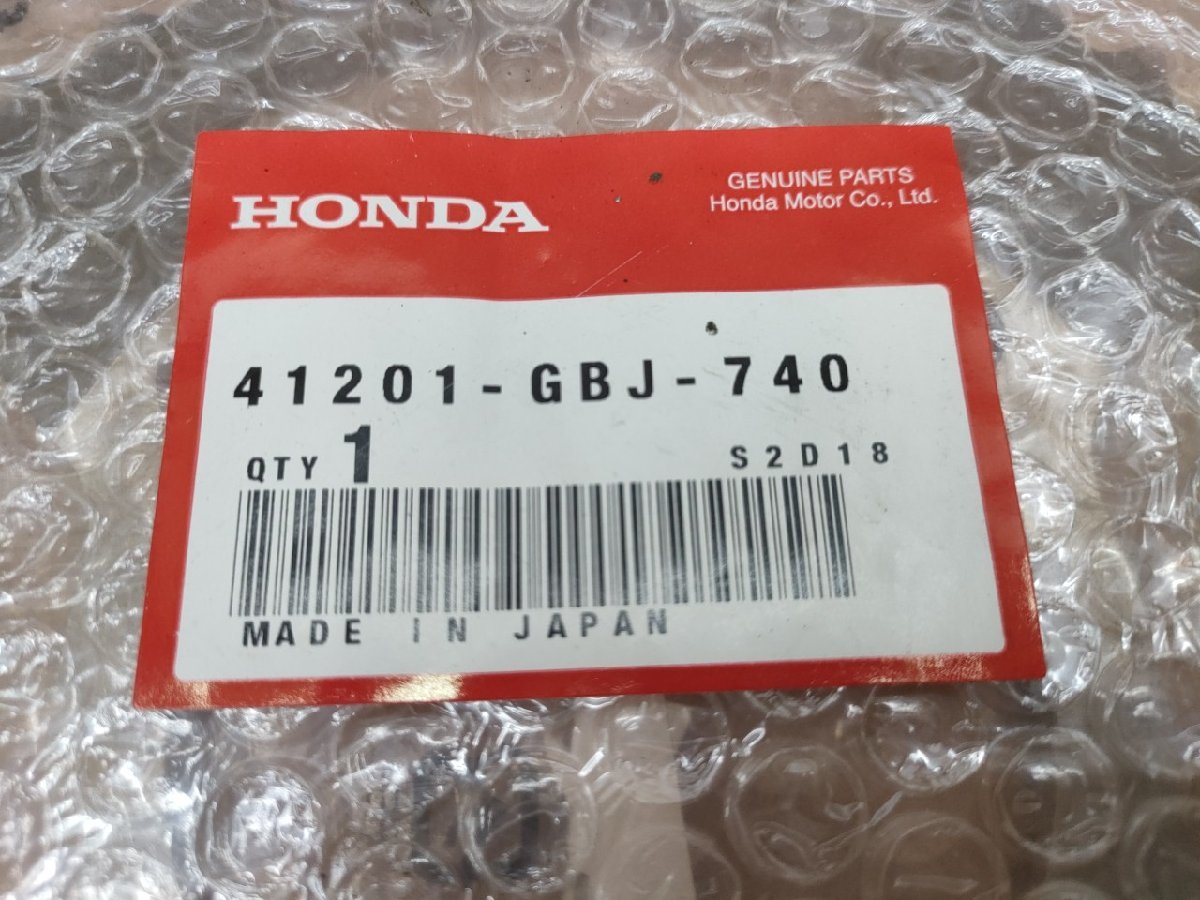 HONDA
GENUINE PARTS
Honda Motor Co., Ltd.
41201-GBJ-740
QTY 1
S2D18
MADE IN JAPAN